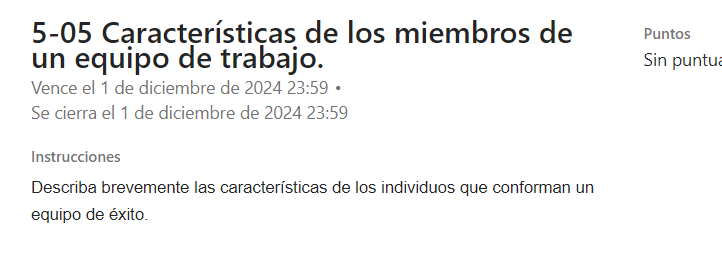 5-05 Características de los miembros de
un equipo de trabajo.
Vence el 1 de diciembre de 2024 23:59 •
Se cierra el 1 de diciembre de 2024 23:59
Puntos
Sin
Instrucciones
Describa brevemente las características de los individuos que conforman un
equipo de éxito.